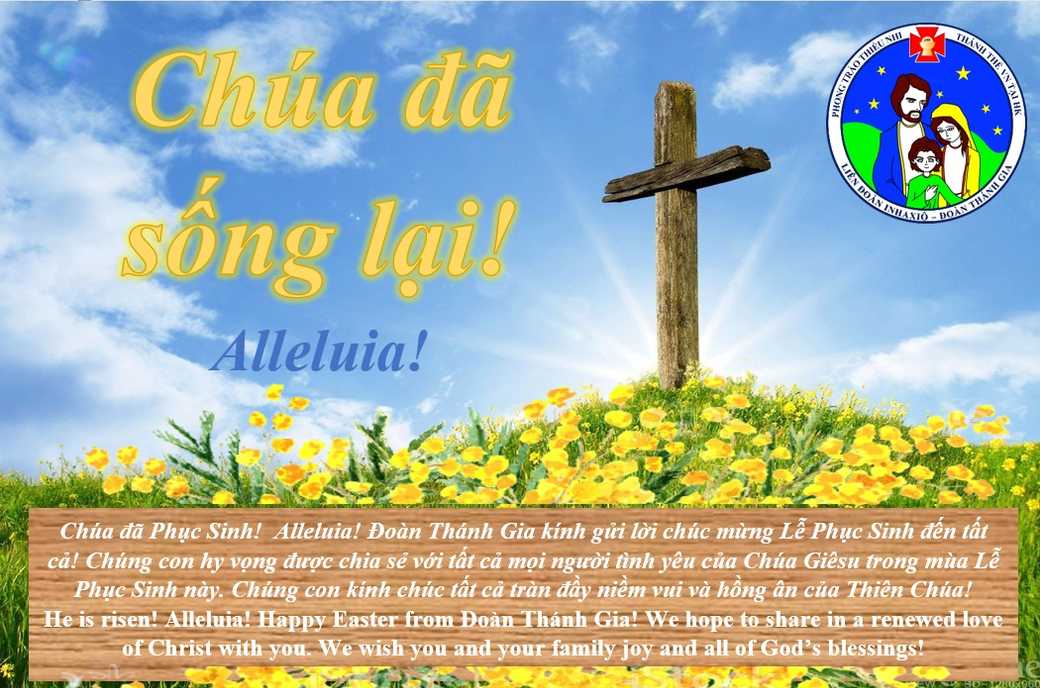 Chúa đã
sống lại!
Alleluia!
PHONG TRÀO THIẾU NHI THÁNH THỂ VN TẠI HK
LIÊN ĐOÀN INHAXIÔ – ĐOÀN THÁNH GIA
Chúa đã Phục Sinh! Alleluia! Đoàn Thánh Gia kính gửi lời chúc mừng Lễ Phục Sinh đến tất
cả! Chúng con hy vọng được chia sẻ với tất cả mọi người tình yêu của Chúa Giêsu trong mùa Lễ
Phục Sinh này. Chúng con kính chúc tất cả tràn đầy niềm vui và hồng ân của Thiên Chúa!
He is risen! Alleluia! Happy Easter from Đoàn Thánh Gia! We hope to share in a renewed love
of Christ with you. We wish you and your family joy and all of God’s blessings!